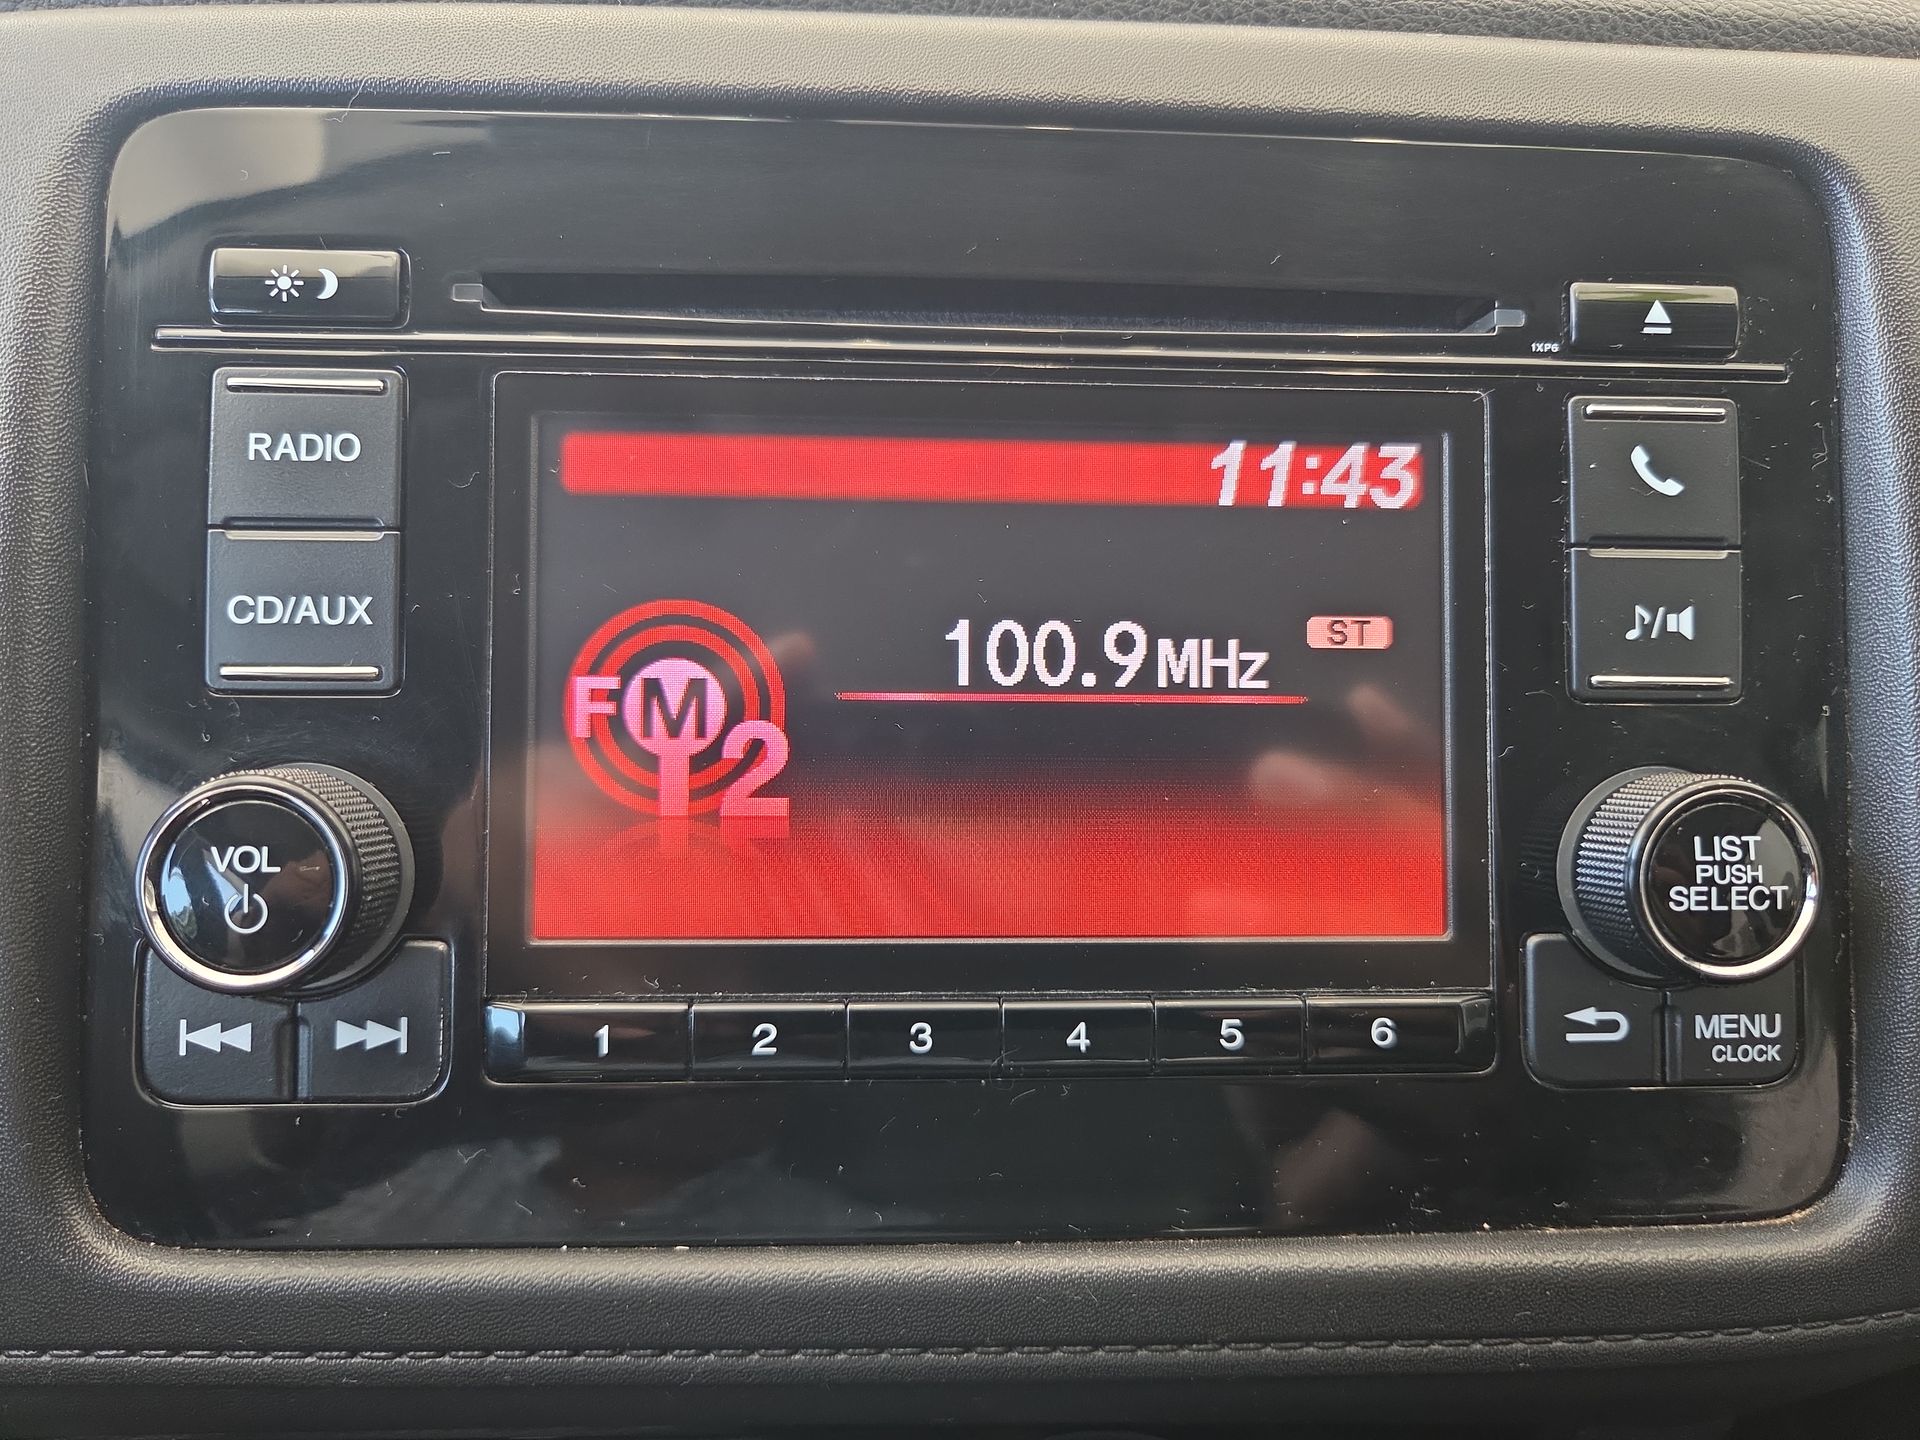 1XP6
RADIO
11:43
CD/AUX
100.9MHz
ST
FM
2
VOL
LIST
PUSH
SELECT
1 2 3 4 5 6
MENU
CLOCK